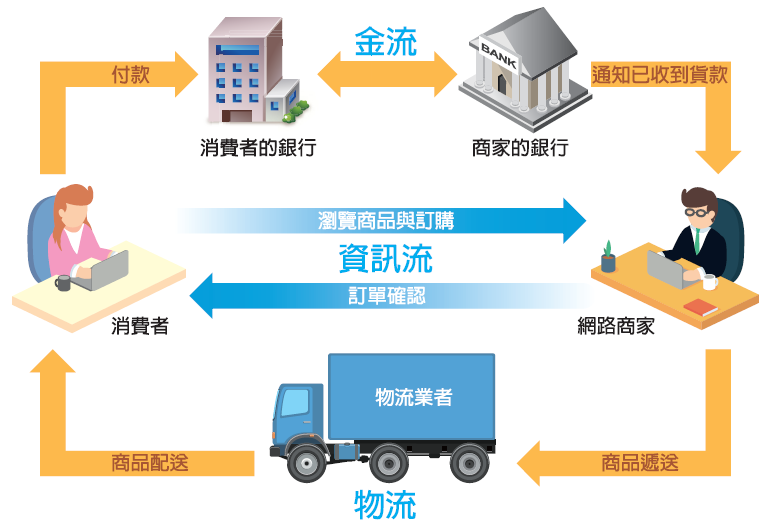 金流
付款
BANK
通知已收到貨款
消費者的銀行
商家的銀行
瀏覽商品與訂購
資訊流
訂單確認
消費者
網路商家
物流業者
商品配送
商品遞送
物流